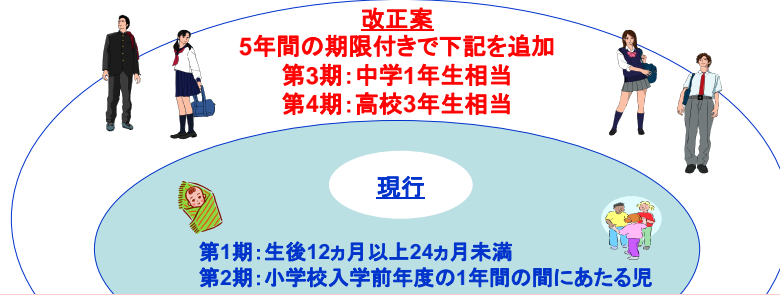 改正案
5年間の期限付きで下記を追加
第3期：中学1年生相当
第4期：高校3年生相当
現行
第1期：生後12ヵ月以上24ヵ月未満
第2期：小学校入学前年度の1年間の間にあたる児